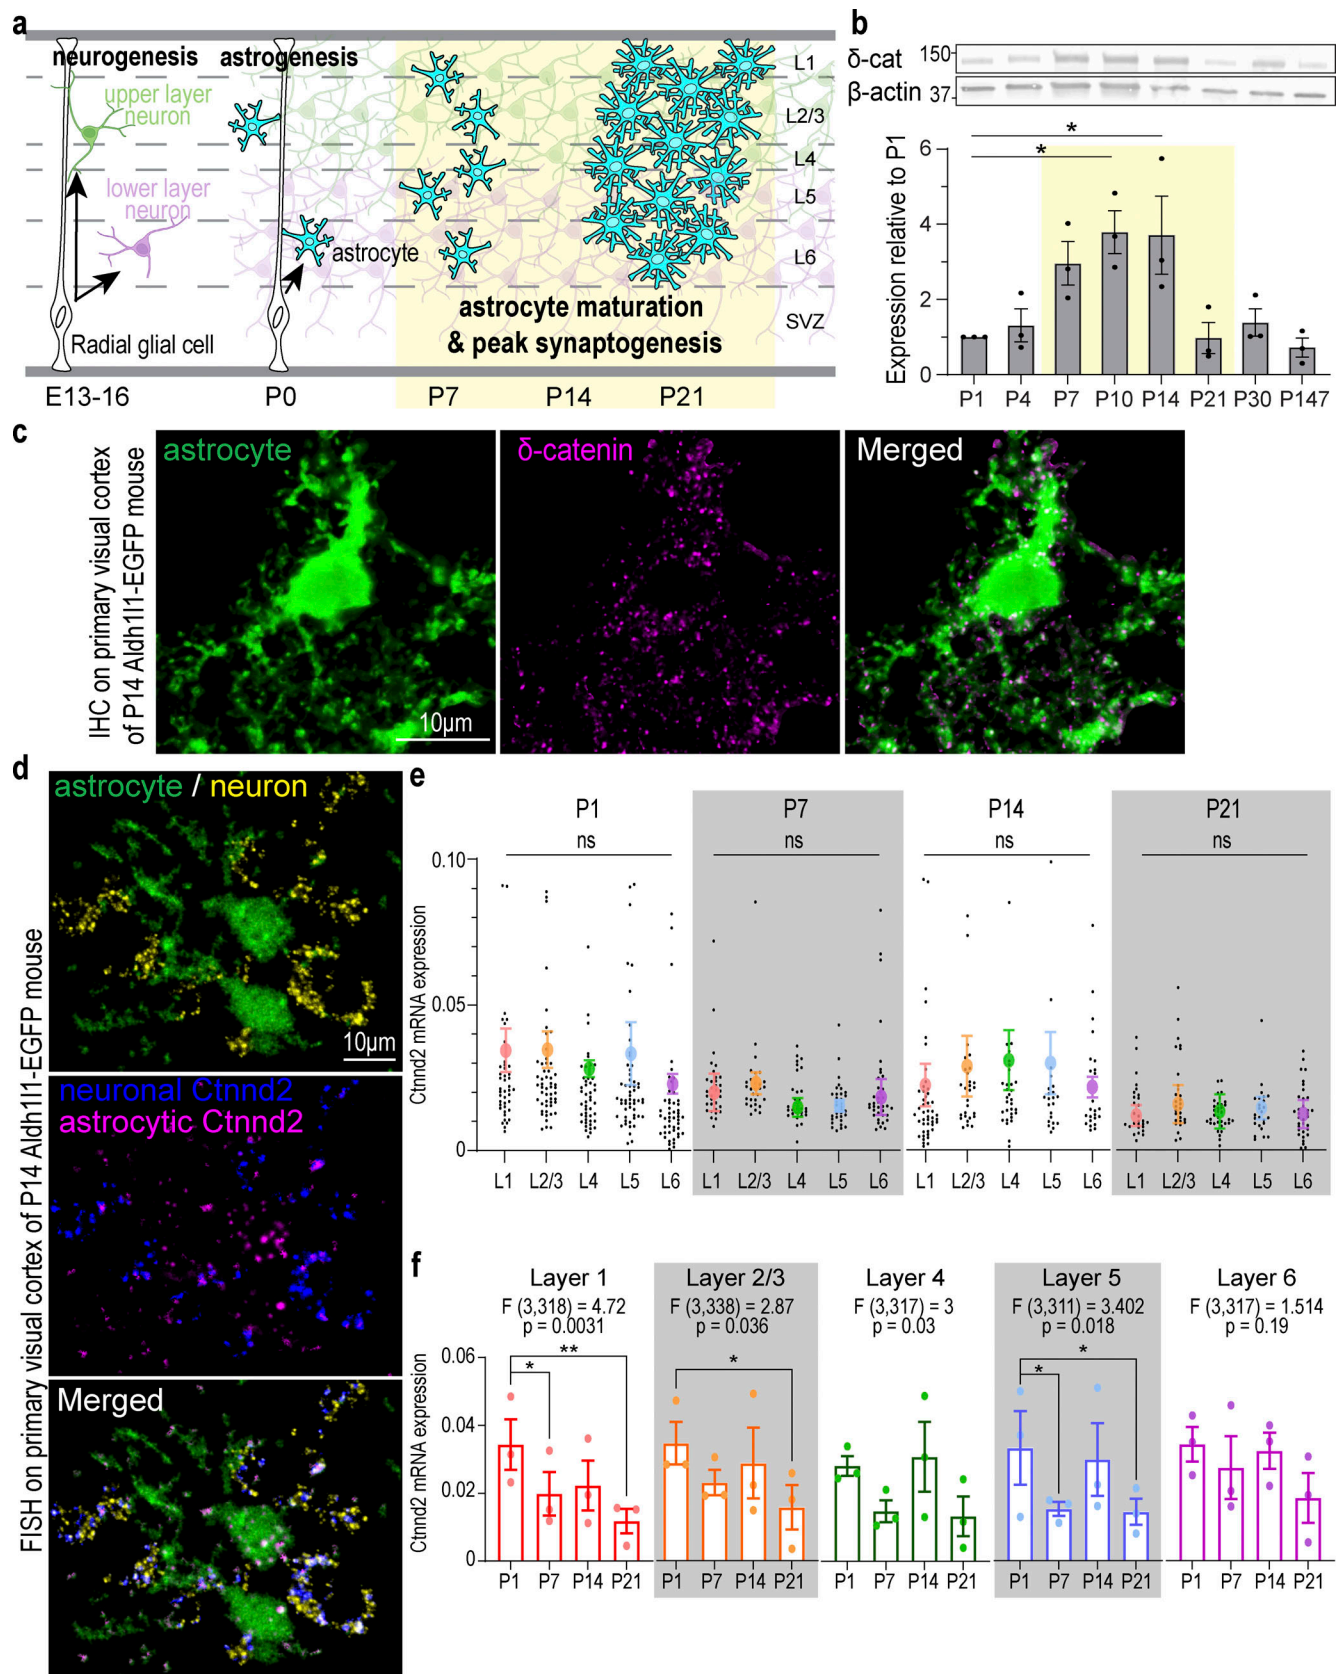 a
neurogenesis
astrogenesis
upper layer
neuron
lower layer
neuron
astrocyte
Radial glial cell
astrocyte maturation
& peak synaptogenesis
L1
L2/3
L4
L5
L6
SVZ
E13-16 P0 P7 P14 P21
b
δ-cat 150
β-actin 37
Expression relative to P1
6
4
2
0
* 
*
P1 P4 P7 P10 P14 P21 P30 P147
c
IHC on primary visual cortex
of P14 Aldh1l1-EGFP mouse
astrocyte
10µm
δ-catenin
Merged
d
FISH on primary visual cortex of P14 Aldh1l1-EGFP mouse
astrocyte / neuron
10µm
neuronal Ctnnd2
astrocytic Ctnnd2
Merged
e
P1 P7 P14 P21
ns ns ns ns
Ctnnd2 mRNA expression
0.10
0.05
0
L1 L2/3 L4 L5 L6 L1 L2/3 L4 L5 L6 L1 L2/3 L4 L5 L6 L1 L2/3 L4 L5 L6
f
Layer 1 Layer 2/3 Layer 4 Layer 5 Layer 6
F (3,318) = 4.72 F (3,338) = 2.87 F (3,317) = 3 F (3,311) = 3.402 F (3,317) = 1.514
p = 0.0031 p = 0.036 p = 0.03 p = 0.018 p = 0.19
Ctnnd2 mRNA expression
0.06
0.04
0.02
0
** * * * *
P1 P7 P14 P21 P1 P7 P14 P21 P1 P7 P14 P21 P1 P7 P14 P21 P1 P7 P14 P21